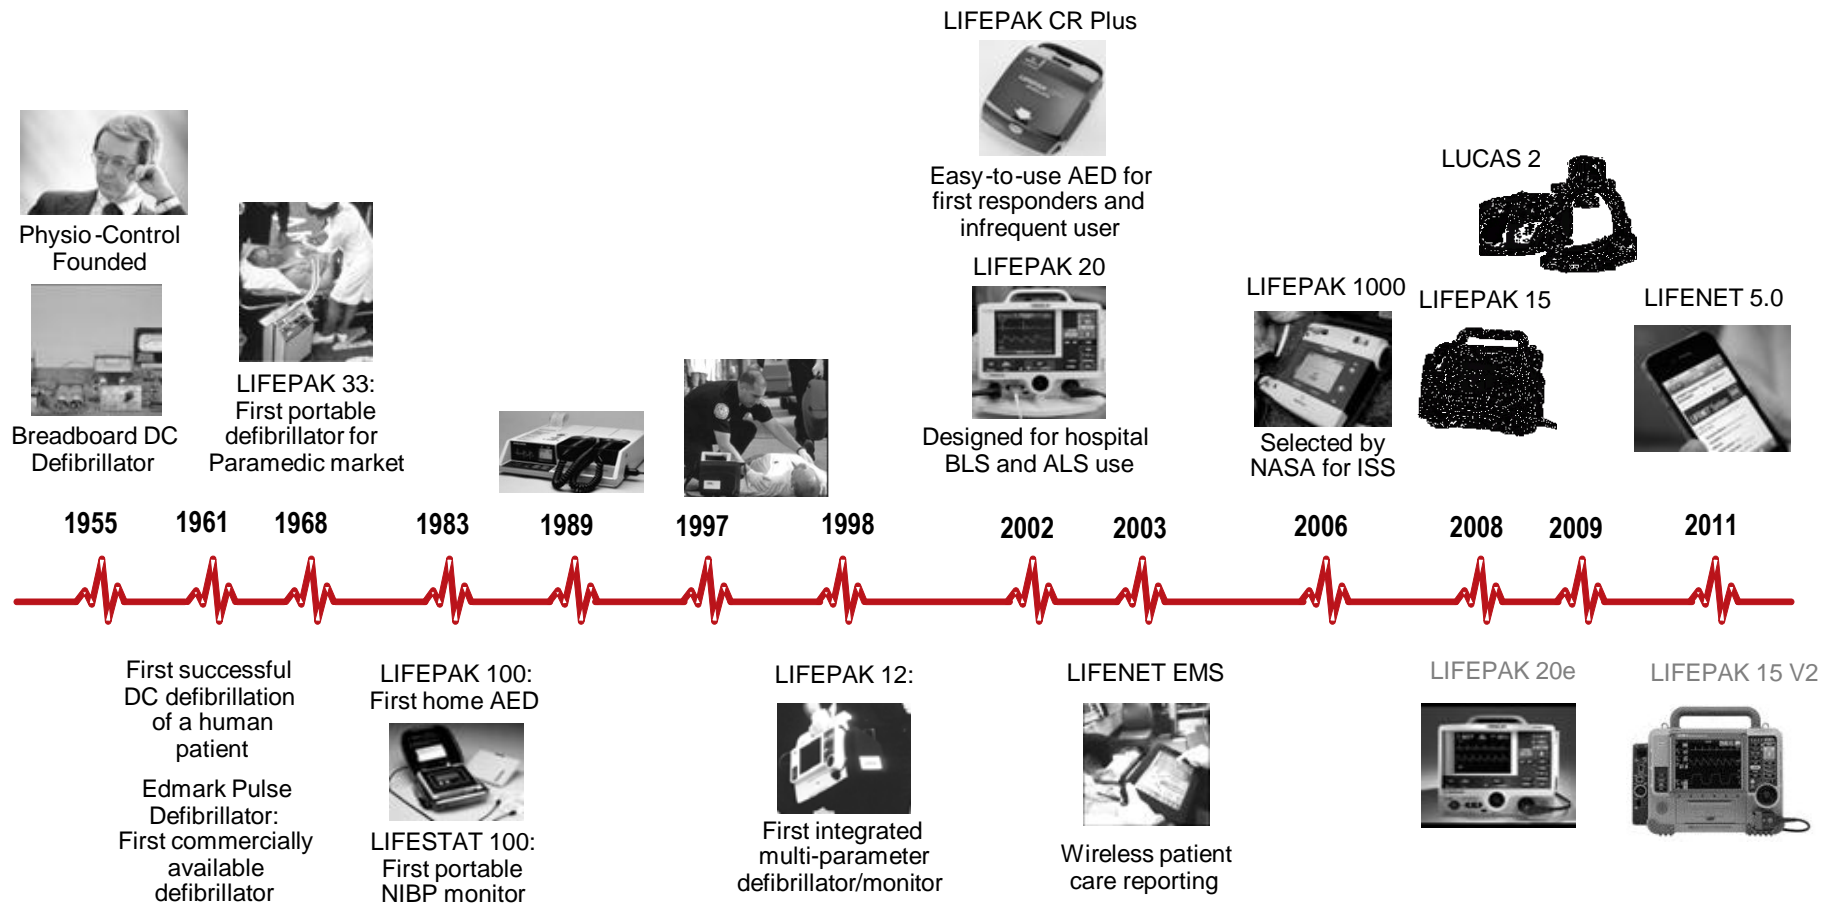 LIFEPAK CR Plus
Easy-to-use AED for
first responders and
infrequent user
LUCAS 2
Physio-Control
Founded
LIFEPAK 20
LIFEPAK 1000
LIFEPAK 15
LIFENET 5.0
LIFEPAK 33:
First portable
defibrillator for
Paramedic market
Breadboard DC
Defibrillator
Designed for hospital
BLS and ALS use
Selected by
NASA for ISS
1955
1961
1968
1983
1989
1997
1998
2002
2003
2006
2008
2009
2011
First successful
DC defibrillation
of a human
patient
Edmark Pulse
Defibrillator:
First commercially
available
defibrillator
LIFEPAK 100:
First home AED
LIFESTAT 100:
First portable
NIBP monitor
LIFEPAK 12:
First integrated
multi-parameter
defibrillator/monitor
LIFENET EMS
Wireless patient
care reporting
LIFEPAK 20e
LIFEPAK 15 V2